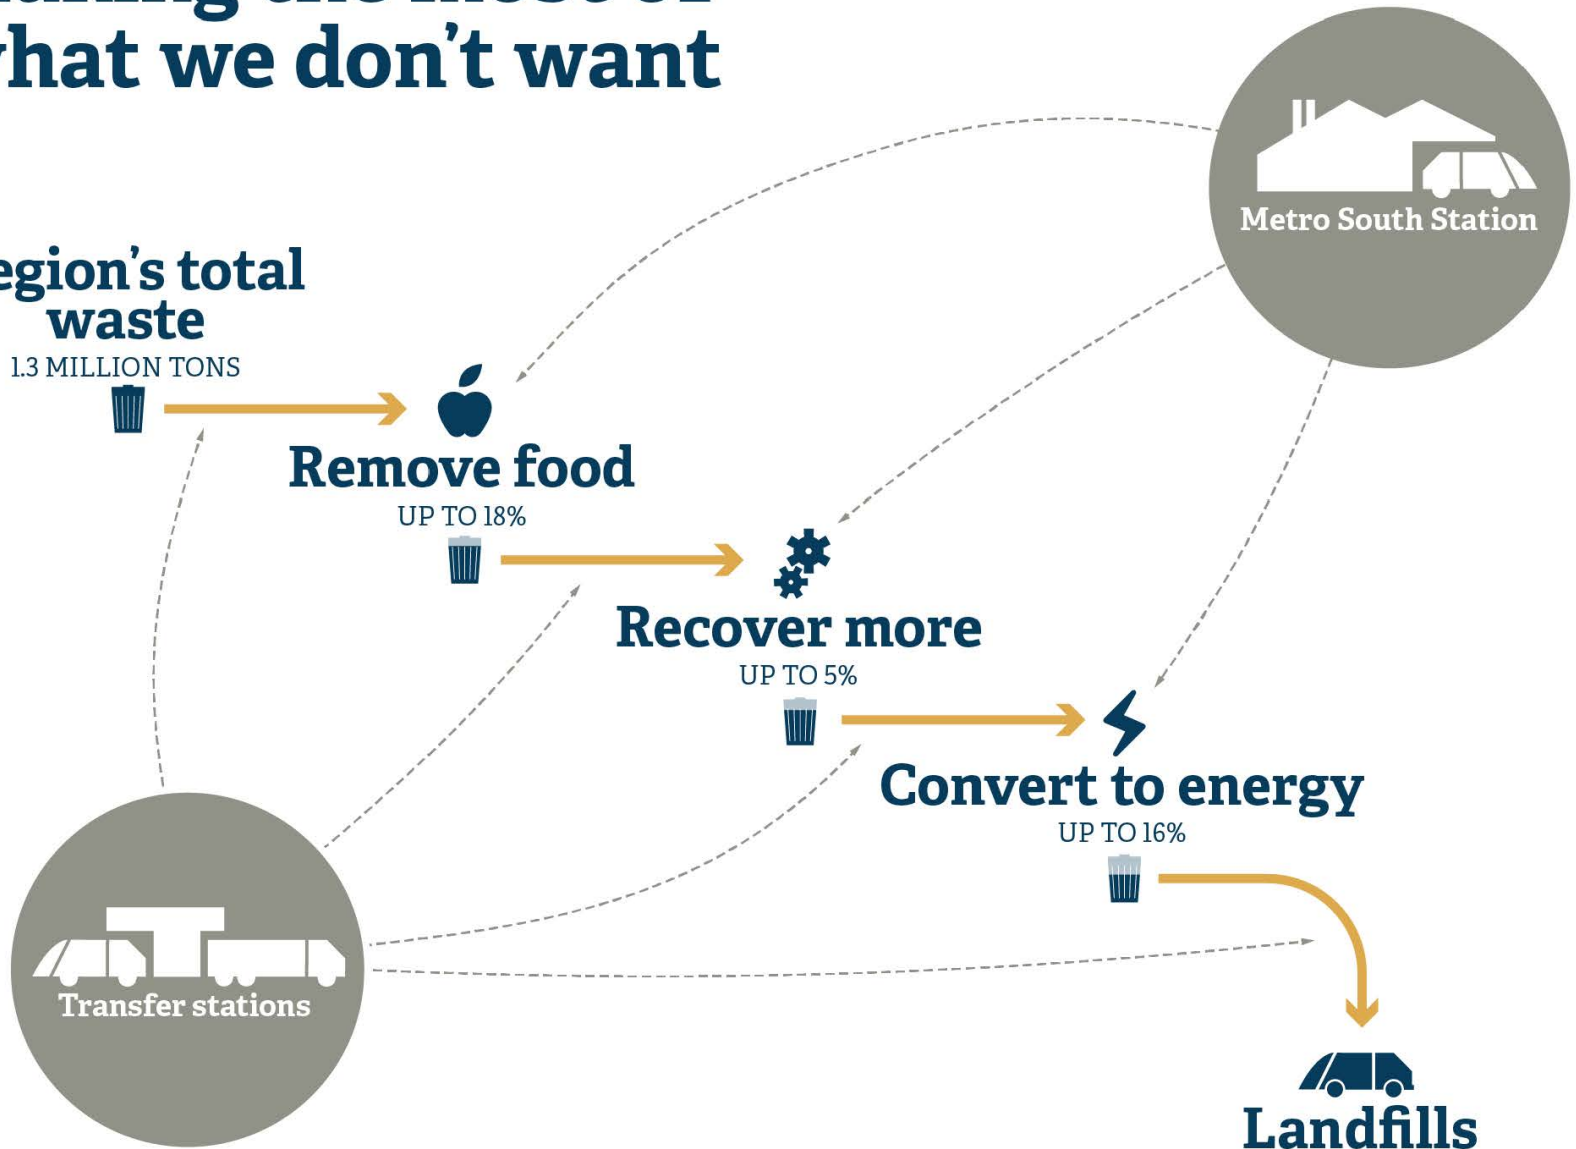 what we don't want
Metro South Station
Region's total
waste
1.3 MILLION TONS
Remove food
UP TO 18%
Recover more
UP TO 5%
Convert to energy
UP TO 16%
Transfer stations
Landfills